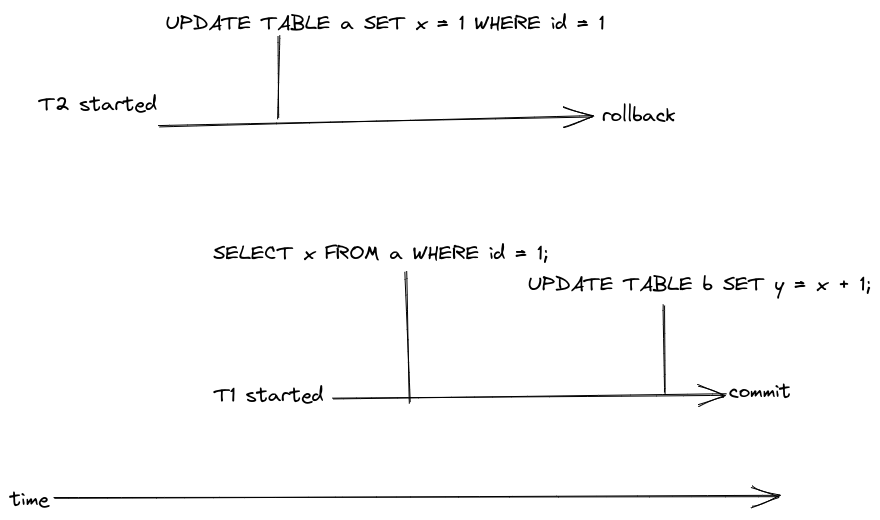 UPDATE TABLE a SET x = 1 WHERE id = 1
T2 started
rollback
SELECT x FROM a WHERE id = 1;
UPDATE TABLE b SET y = x + 1;
T1 started
commit
time